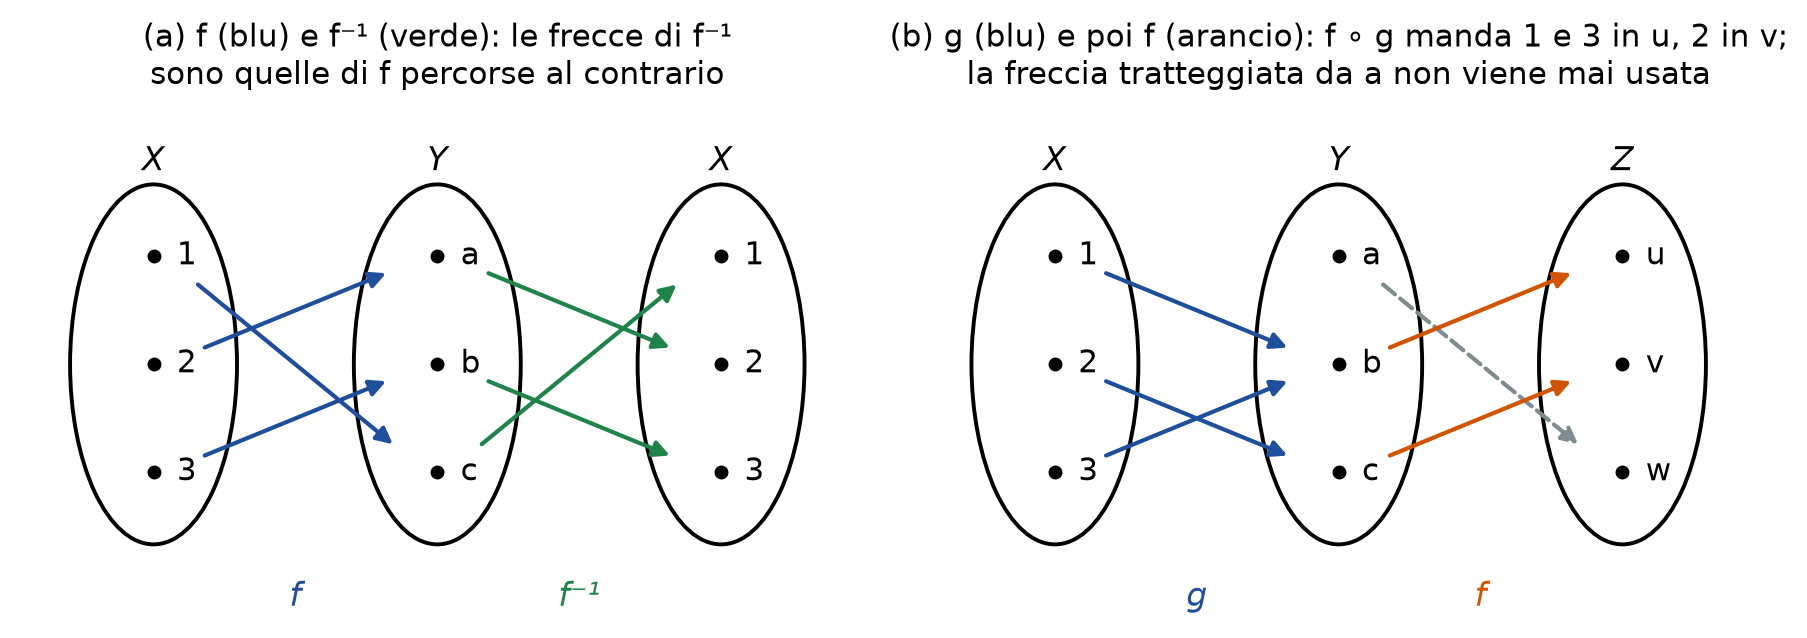 (a) f (blu) e f⁻¹ (verde): le frecce di f⁻¹
sono quelle di f percorse al contrario
X Y X
1 a 1
2 b 2
3 c 3
f f⁻¹
(b) g (blu) e poi f (arancio): f ∘ g manda 1 e 3 in u, 2 in v;
la freccia tratteggiata da a non viene mai usata
X Y Z
1 a u
2 b v
3 c w
g f